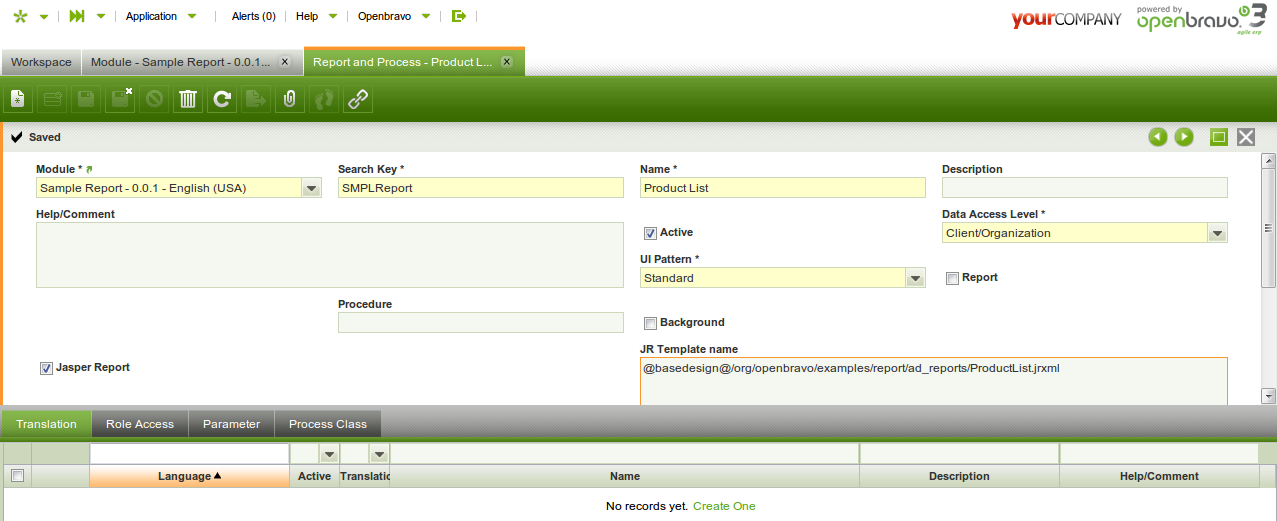 Application Alerts (0) Help Openbravo
yourCOMPANY
powered by
openbravo 3
agile erp
Workspace Module - Sample Report - 0.0.1... Report and Process - Product L...
Saved
Module * Search Key * Name * Description
Sample Report - 0.0.1 - English (USA) SMPLReport Product List
Help/Comment Data Access Level *
Active Client/Organization
UI Pattern *
Standard Report
Procedure
Background
JR Template name
Jasper Report @basedesign@/org/openbravo/examples/report/ad_reports/ProductList.jrxml
Translation Role Access Parameter Process Class
Language Active Translatio Name Description Help/Comment
No records yet. Create One